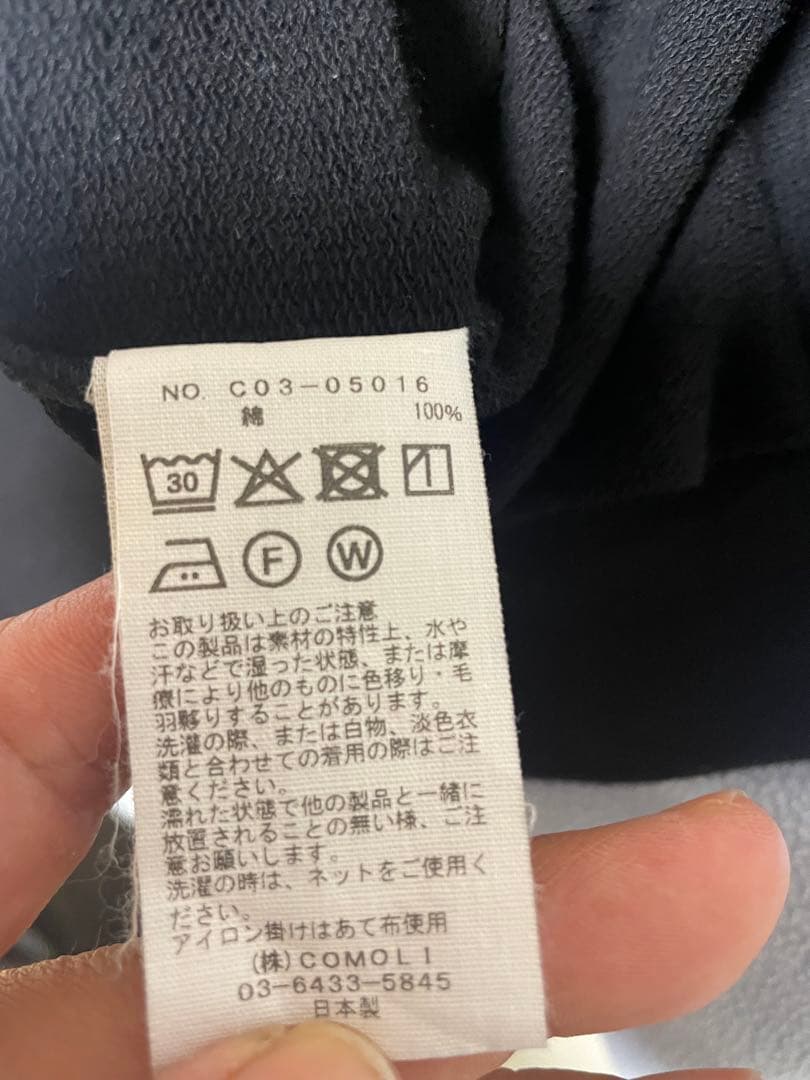 NO. C03-05016
綿 100%
30
F W
お取り扱い上のご注意
この製品は素材の特性上、水や
汗などで湿った状態、または摩
擦により他のものに色移り・毛
羽移りすることがあります。
洗濯の際、または白物、淡色衣
類と合わせての着用の際はご注
意ください。
濡れた状態で他の製品と一緒に
放置されることの無い様、ご注
意お願いします。
洗濯の時は、ネットをご使用く
ださい。
アイロン掛けはあて布使用
(株)COMOLI
03-6433-5845
日本製